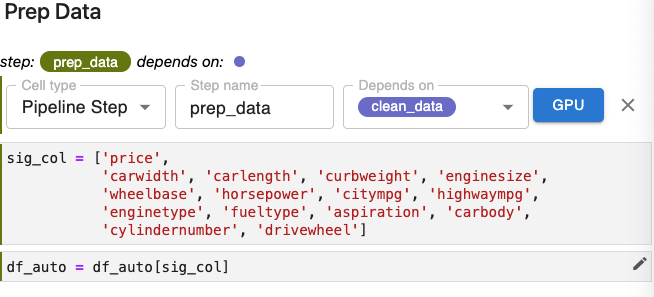 Prep Data
step: prep_data depends on:
Cell type Step name Depends on
Pipeline Step prep_data clean_data GPU
sig_col = ['price',
'carwidth', 'carlength', 'curbweight', 'enginesize',
'wheelbase', 'horsepower', 'citympg', 'highwaympg',
'enginetype', 'fueltype', 'aspiration', 'carbody',
'cylindernumber', 'drivewheel']
df_auto = df_auto[sig_col]